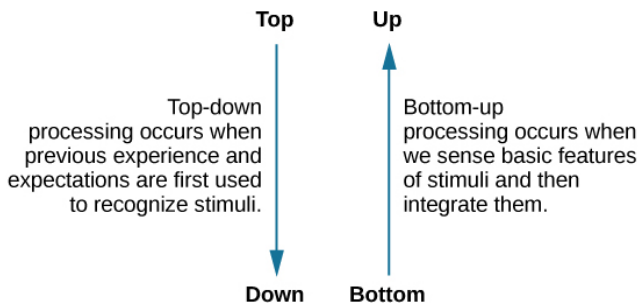 Top
Up
Top-down
processing occurs when
previous experience and
expectations are first used
to recognize stimuli.
Bottom-up
processing occurs when
we sense basic features
of stimuli and then
integrate them.
Down
Bottom